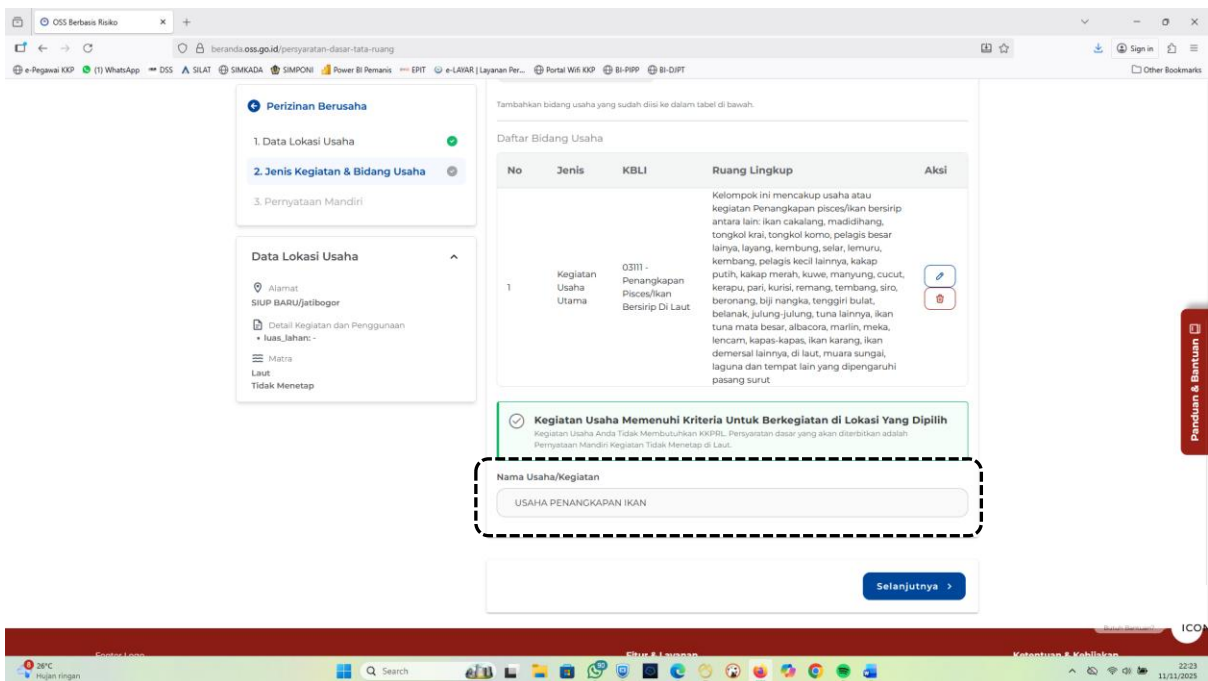 OSS Berbasis Risiko
beranda.oss.go.id/persyaratan-dasar-tata-ruang
Sign in
e-Pegawai KKP (1) WhatsApp DSS SILAT SIMKADA SIMPONI Power BI Pemanis EPIT e-LAYAR | Layanan Per... Portal Wifi KKP BI-PIPP BI-DJPT Other Bookmarks
Perizinan Berusaha
1. Data Lokasi Usaha
2. Jenis Kegiatan & Bidang Usaha
3. Pernyataan Mandiri
Data Lokasi Usaha
Alamat
SIUP BARU/jatibogor
Detail Kegiatan dan Penggunaan
• luas_lahan: -
Matra
Laut
Tidak Menetap
Tambahkan bidang usaha yang sudah diisi ke dalam tabel di bawah.
Daftar Bidang Usaha
No Jenis KBLI Ruang Lingkup Aksi
1
Kegiatan
Usaha
Utama
03111 -
Penangkapan
Pisces/Ikan
Bersirip Di Laut
Kelompok ini mencakup usaha atau
kegiatan Penangkapan pisces/ikan bersirip
antara lain: ikan cakalang, madidihang,
tongkol krai, tongkol komo, pelagis besar
lainya, layang, kembung, selar, lemuru,
kembang, pelagis kecil lainnya, kakap
putih, kakap merah, kuwe, manyung, cucut,
kerapu, pari, kurisi, remang, tembang, siro,
beronang, biji nangka, tenggiri bulat,
belanak, julung-julung, tuna lainnya, ikan
tuna mata besar, albacora, marlin, meka,
lencam, kapas-kapas, ikan karang, ikan
demersal lainnya, di laut, muara sungai,
laguna dan tempat lain yang dipengaruhi
pasang surut
Kegiatan Usaha Memenuhi Kriteria Untuk Berkegiatan di Lokasi Yang Dipilih
Kegiatan Usaha Anda Tidak Membutuhkan KKPRL. Persyaratan dasar yang akan diterbitkan adalah
Pernyataan Mandiri Kegiatan Tidak Menetap di Laut.
Nama Usaha/Kegiatan
USAHA PENANGKAPAN IKAN
Selanjutnya >
Panduan & Bantuan
Butuh Bantuan?
ICON
Footer Logo Fitur & Layanan Ketentuan & Kebijakan
26°C
Hujan ringan
Search
22:23
11/11/2025